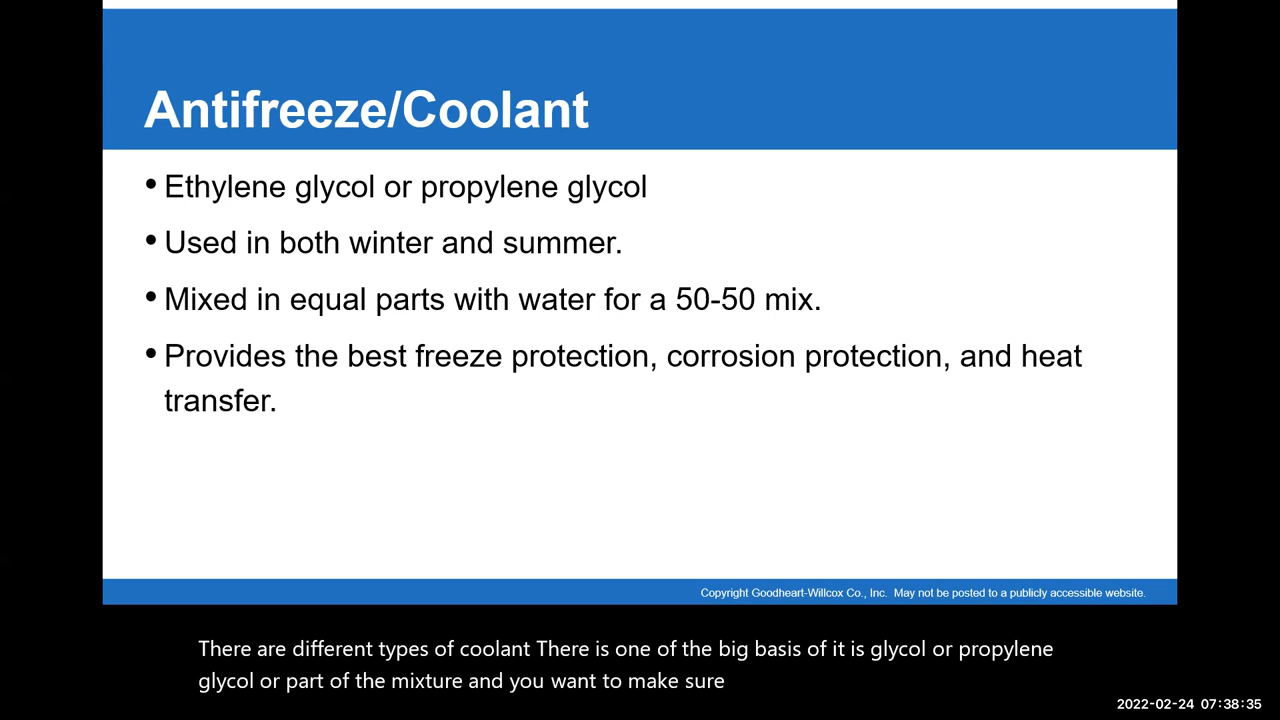 Antifreeze/Coolant
• Ethylene glycol or propylene glycol
• Used in both winter and summer.
• Mixed in equal parts with water for a 50-50 mix.
• Provides the best freeze protection, corrosion protection, and heat
transfer.
Copyright Goodheart-Willcox Co., Inc. May not be posted to a publicly accessible website.
There are different types of coolant There is one of the big basis of it is glycol or propylene
glycol or part of the mixture and you want to make sure
2022-02-24 07:38:35